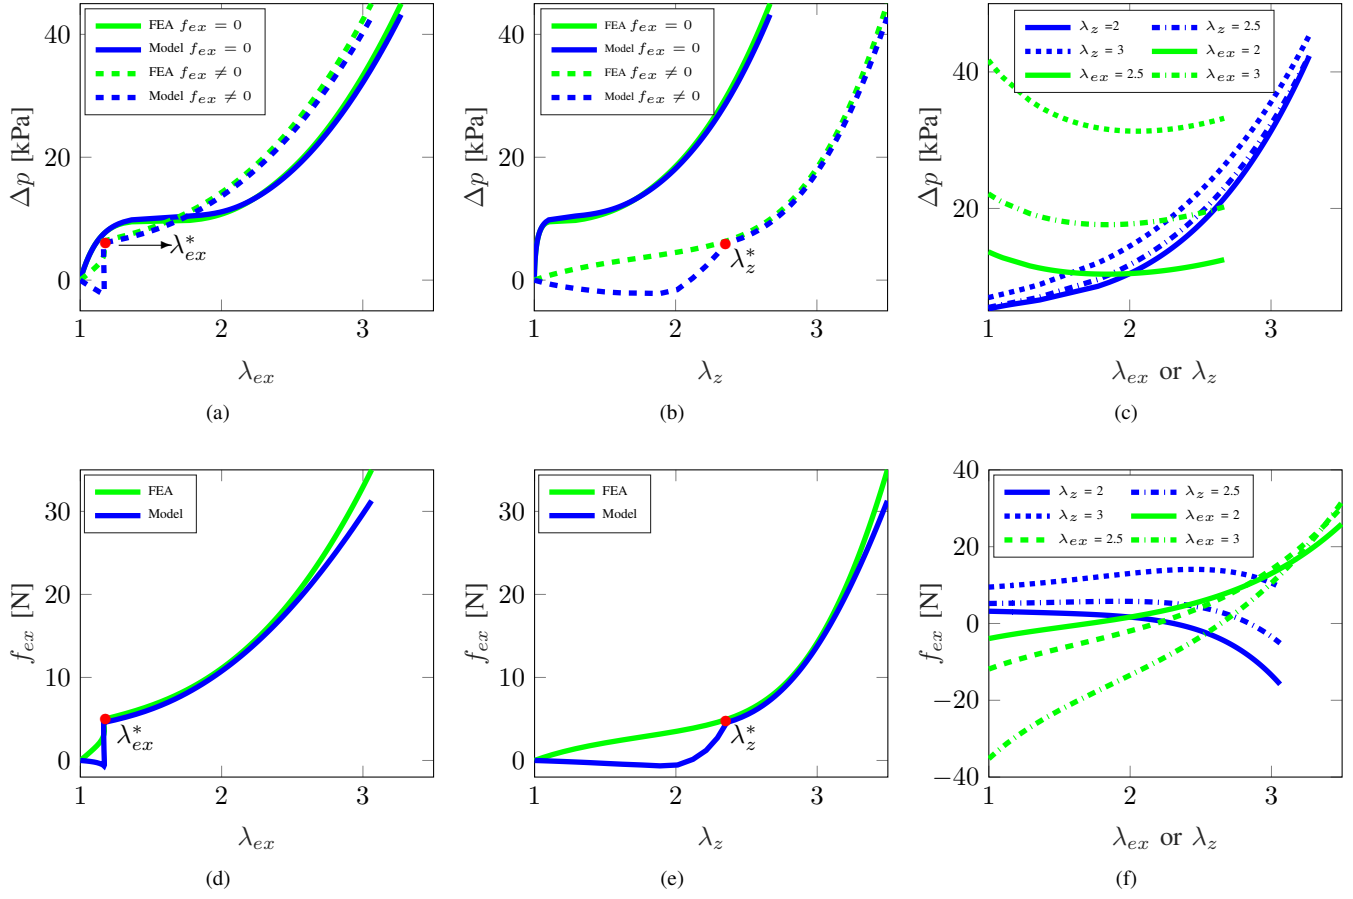 FEA f_ex = 0
Model f_ex = 0
FEA f_ex ≠ 0
Model f_ex ≠ 0
40
20
0
Δp [kPa]
λ*_ex
1 2 3
λ_ex
(a)
FEA f_ex = 0
Model f_ex = 0
FEA f_ex ≠ 0
Model f_ex ≠ 0
40
20
0
Δp [kPa]
λ*_z
1 2 3
λ_z
(b)
λ_z =2 λ_z = 2.5
λ_z = 3 λ_ex = 2
λ_ex = 2.5 λ_ex = 3
40
20
Δp [kPa]
1 2 3
λ_ex or λ_z
(c)
FEA
Model
30
20
10
0
f_ex [N]
λ*_ex
1 2 3
λ_ex
(d)
FEA
Model
30
20
10
0
f_ex [N]
λ*_z
1 2 3
λ_z
(e)
λ_z = 2 λ_z = 2.5
λ_z = 3 λ_ex = 2
λ_ex = 2.5 λ_ex = 3
40
20
0
−20
−40
f_ex [N]
1 2 3
λ_ex or λ_z
(f)